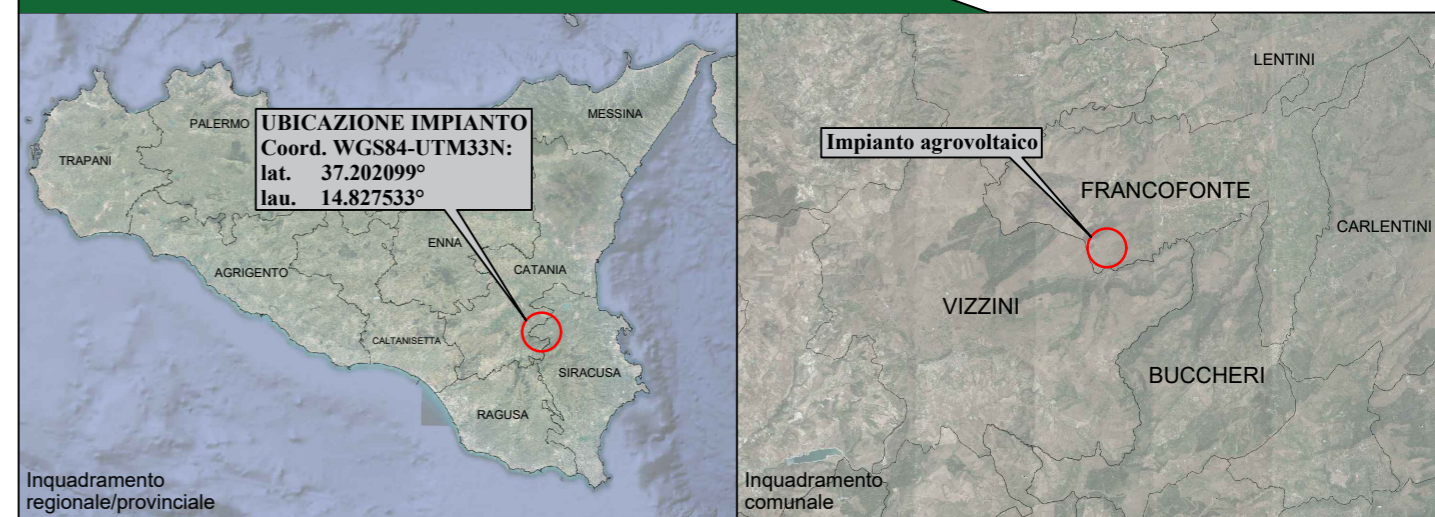 PALERMO
MESSINA
TRAPANI
UBICAZIONE IMPIANTO
Coord. WGS84-UTM33N:
lat. 37.202099°
lau. 14.827533°
ENNA
AGRIGENTO
CATANIA
CALTANISETTA
SIRACUSA
RAGUSA
Inquadramento
regionale/provinciale
LENTINI
Impianto agrovoltaico
FRANCOFONTE
CARLENTINI
VIZZINI
BUCCHERI
Inquadramento
comunale